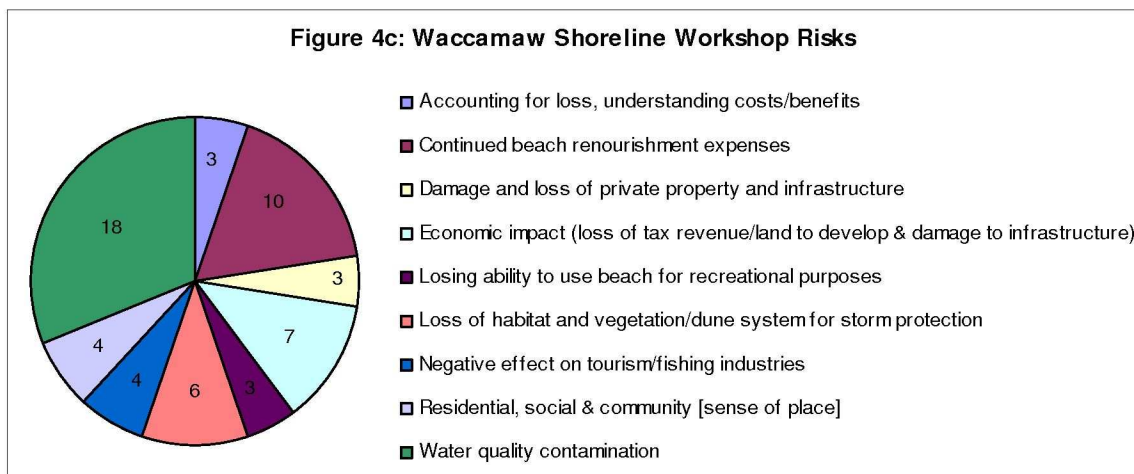 Figure 4c: Waccamaw Shoreline Workshop Risks
3
10
3
7
3
6
4
4
18
Accounting for loss, understanding costs/benefits
Continued beach renourishment expenses
Damage and loss of private property and infrastructure
Economic impact (loss of tax revenue/land to develop & damage to infrastructure)
Losing ability to use beach for recreational purposes
Loss of habitat and vegetation/dune system for storm protection
Negative effect on tourism/fishing industries
Residential, social & community [sense of place]
Water quality contamination